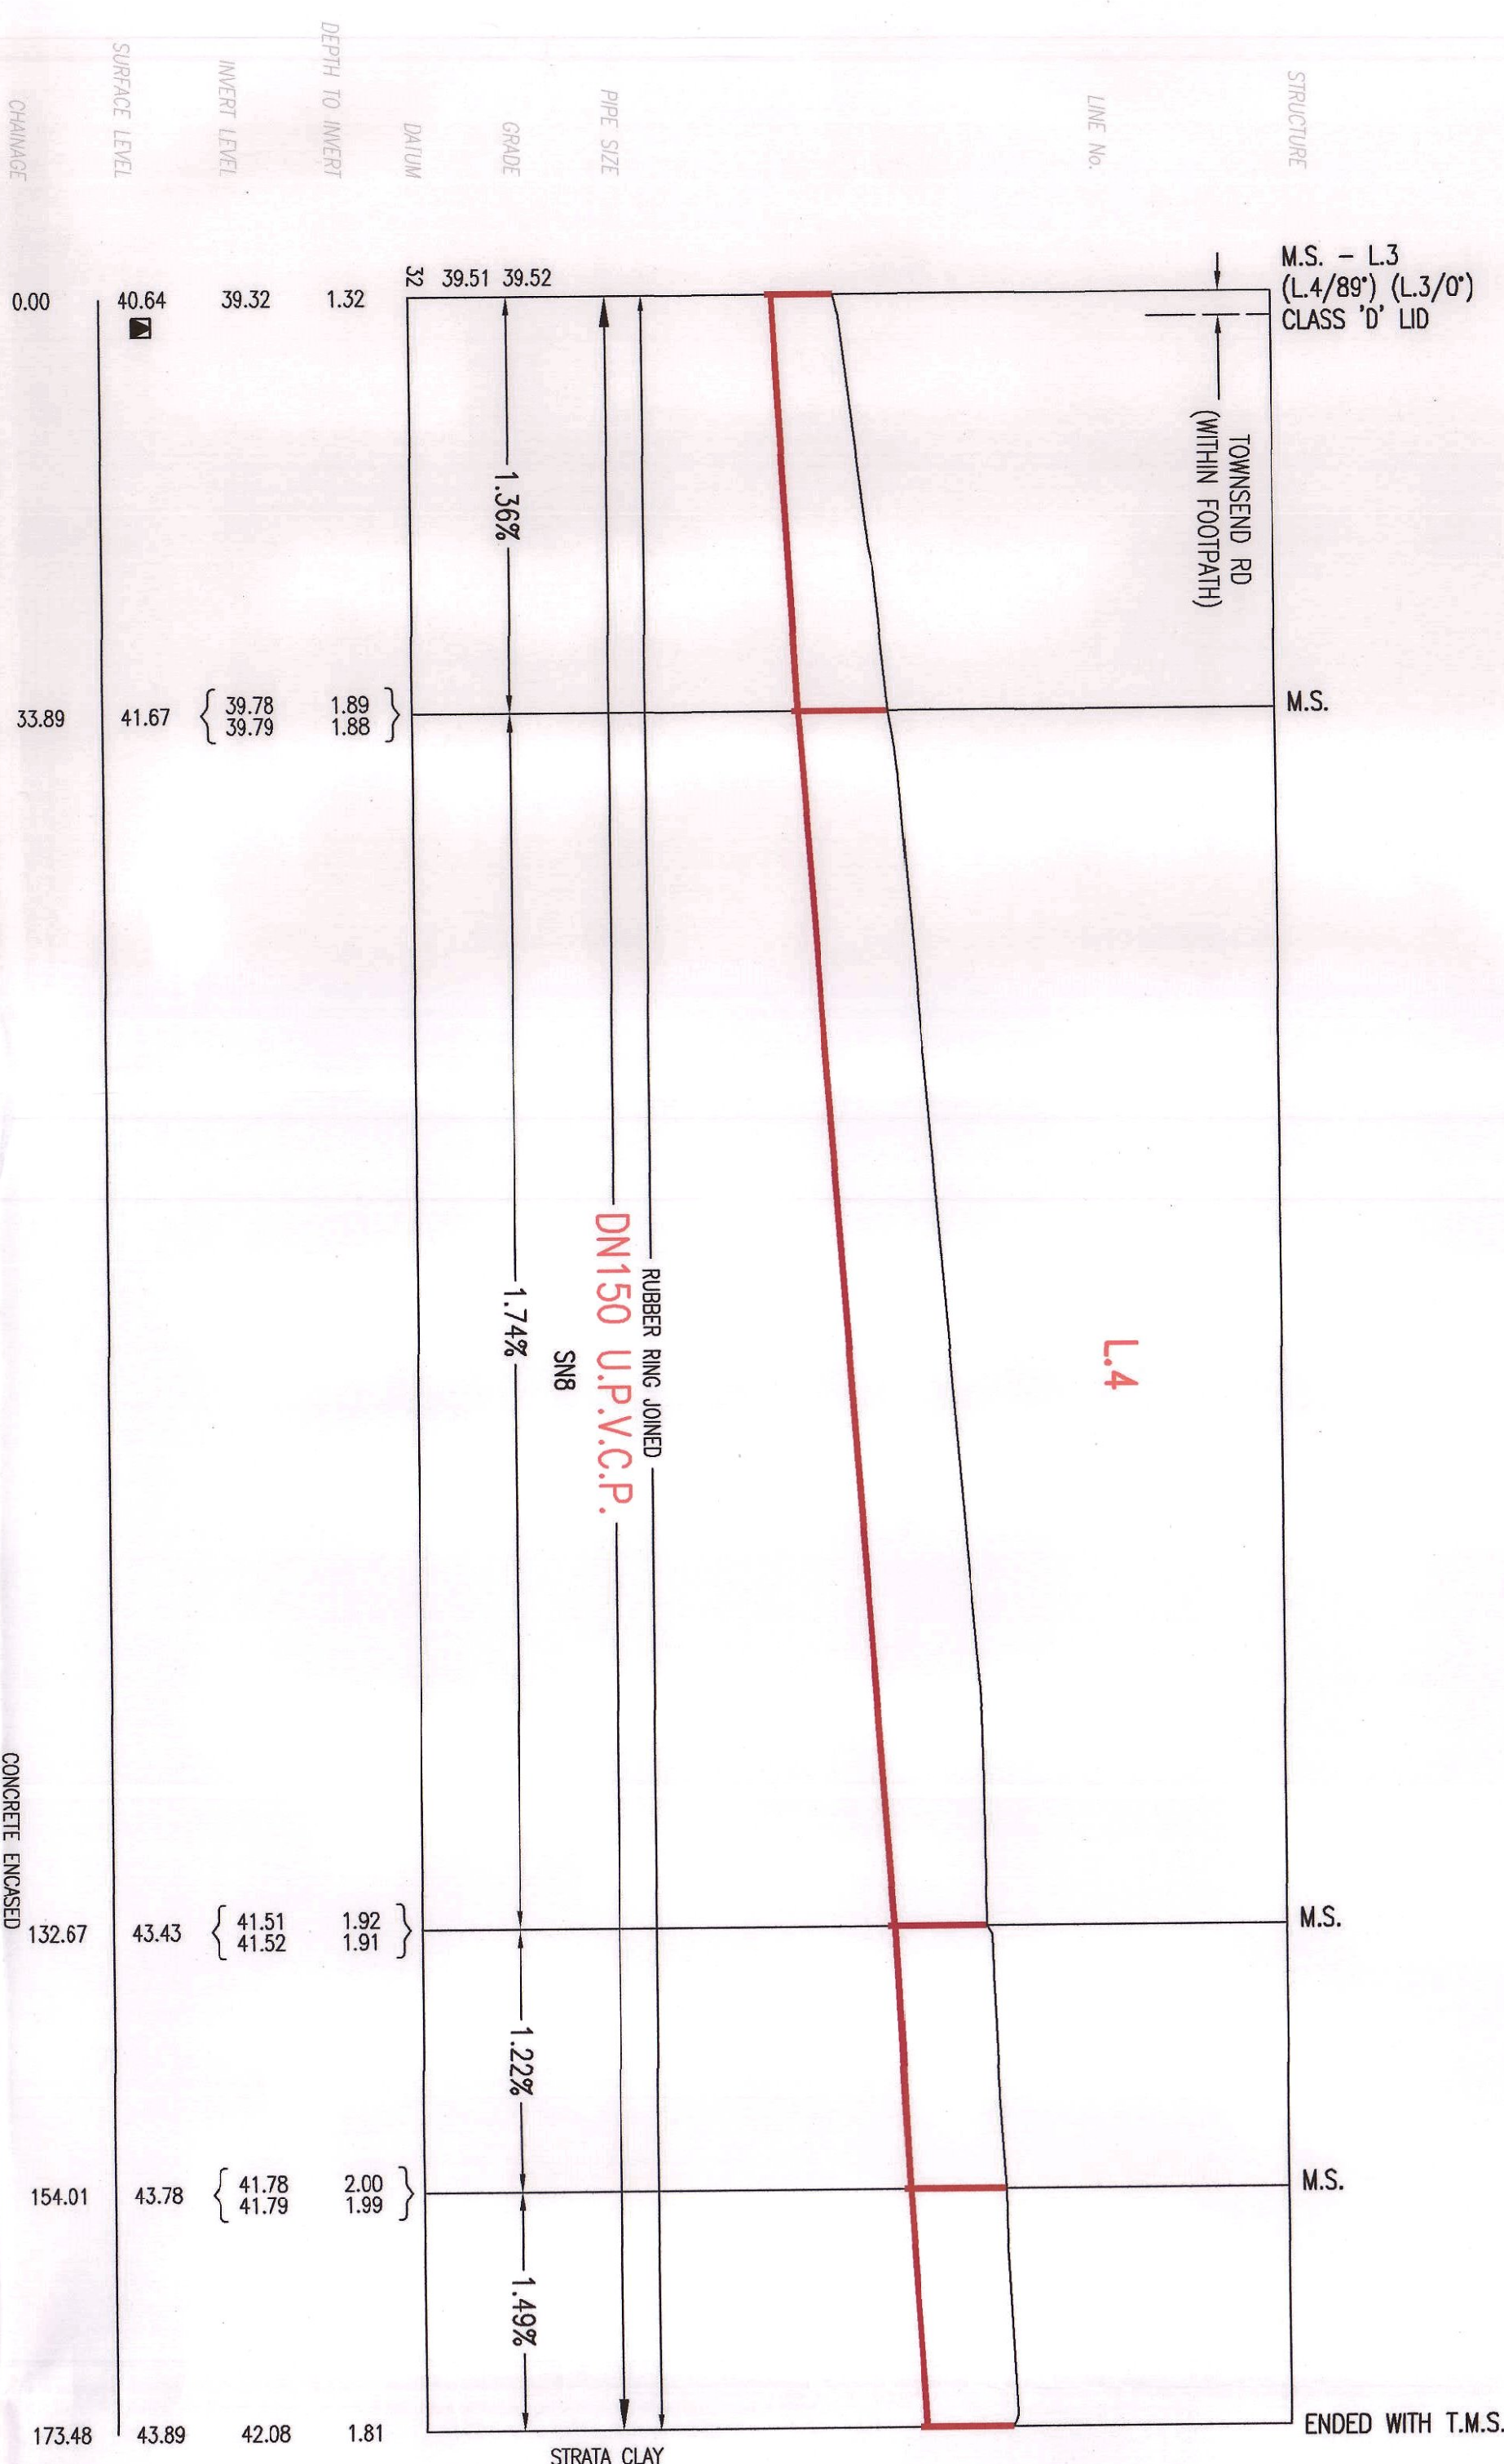 STRUCTURE
M.S. - L.3
(L.4/89°) (L.3/0°)
CLASS 'D' LID
M.S.
M.S.
M.S.
ENDED WITH T.M.S.
TOWNSEND RD
(WITHIN FOOTPATH)
LINE No.
L.4
RUBBER RING JOINED
PIPE SIZE
DN150 U.P.V.C.P.
SN8
GRADE
1.36%
1.74%
1.22%
1.49%
DATUM
32 39.51 39.52
DEPTH TO INVERT
1.32
1.89
1.88
1.92
1.91
2.00
1.99
1.81
INVERT LEVEL
39.32
39.78
39.79
41.51
41.52
41.78
41.79
42.08
SURFACE LEVEL
40.64
41.67
43.43
43.78
43.89
CHAINAGE
0.00
33.89
132.67
154.01
173.48
CONCRETE ENCASED
STRATA CLAY